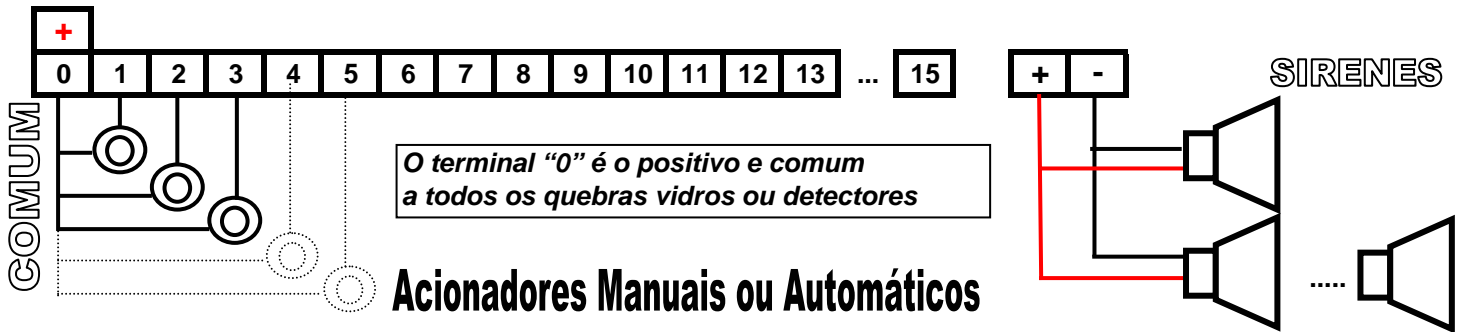 +
0 1 2 3 4 5 6 7 8 9 10 11 12 13 ... 15 + - SIRENES
COMUM
O terminal “0” é o positivo e comum
a todos os quebras vidros ou detectores
Acionadores Manuais ou Automáticos
.....